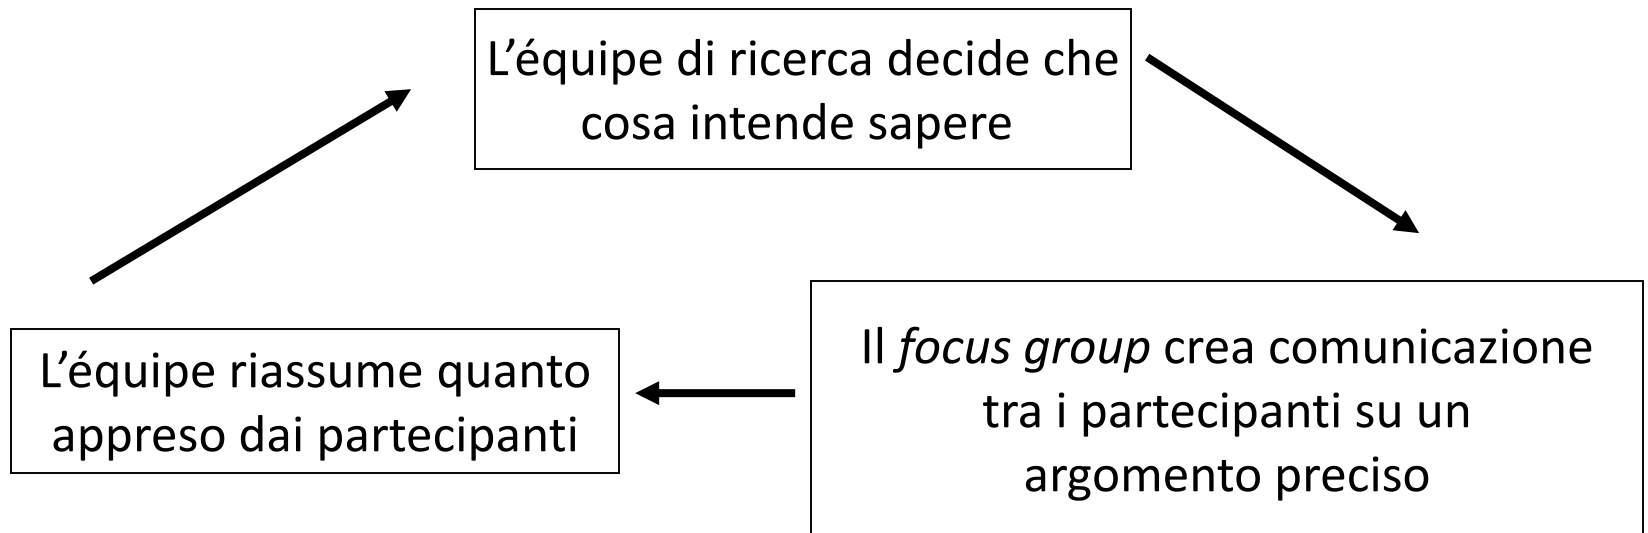 L’équipe di ricerca decide che
cosa intende sapere
Il focus group crea comunicazione
tra i partecipanti su un
argomento preciso
L’équipe riassume quanto
appreso dai partecipanti